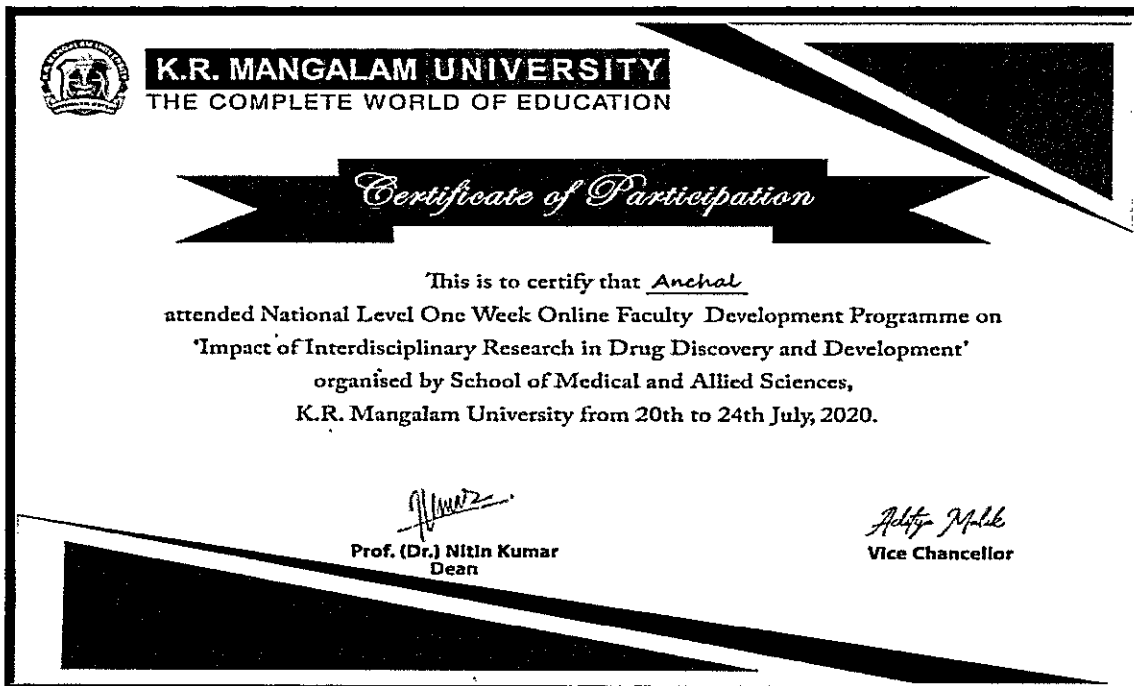 K.R. MANGALAM UNIVERSITY
THE COMPLETE WORLD OF EDUCATION
Certificate of Participation
This is to certify that Anchal
attended National Level One Week Online Faculty Development Programme on
'Impact of Interdisciplinary Research in Drug Discovery and Development'
organised by School of Medical and Allied Sciences,
K.R. Mangalam University from 20th to 24th July, 2020.
Prof. (Dr.) Nitin Kumar
Dean
Aditya Malik
Vice Chancellor